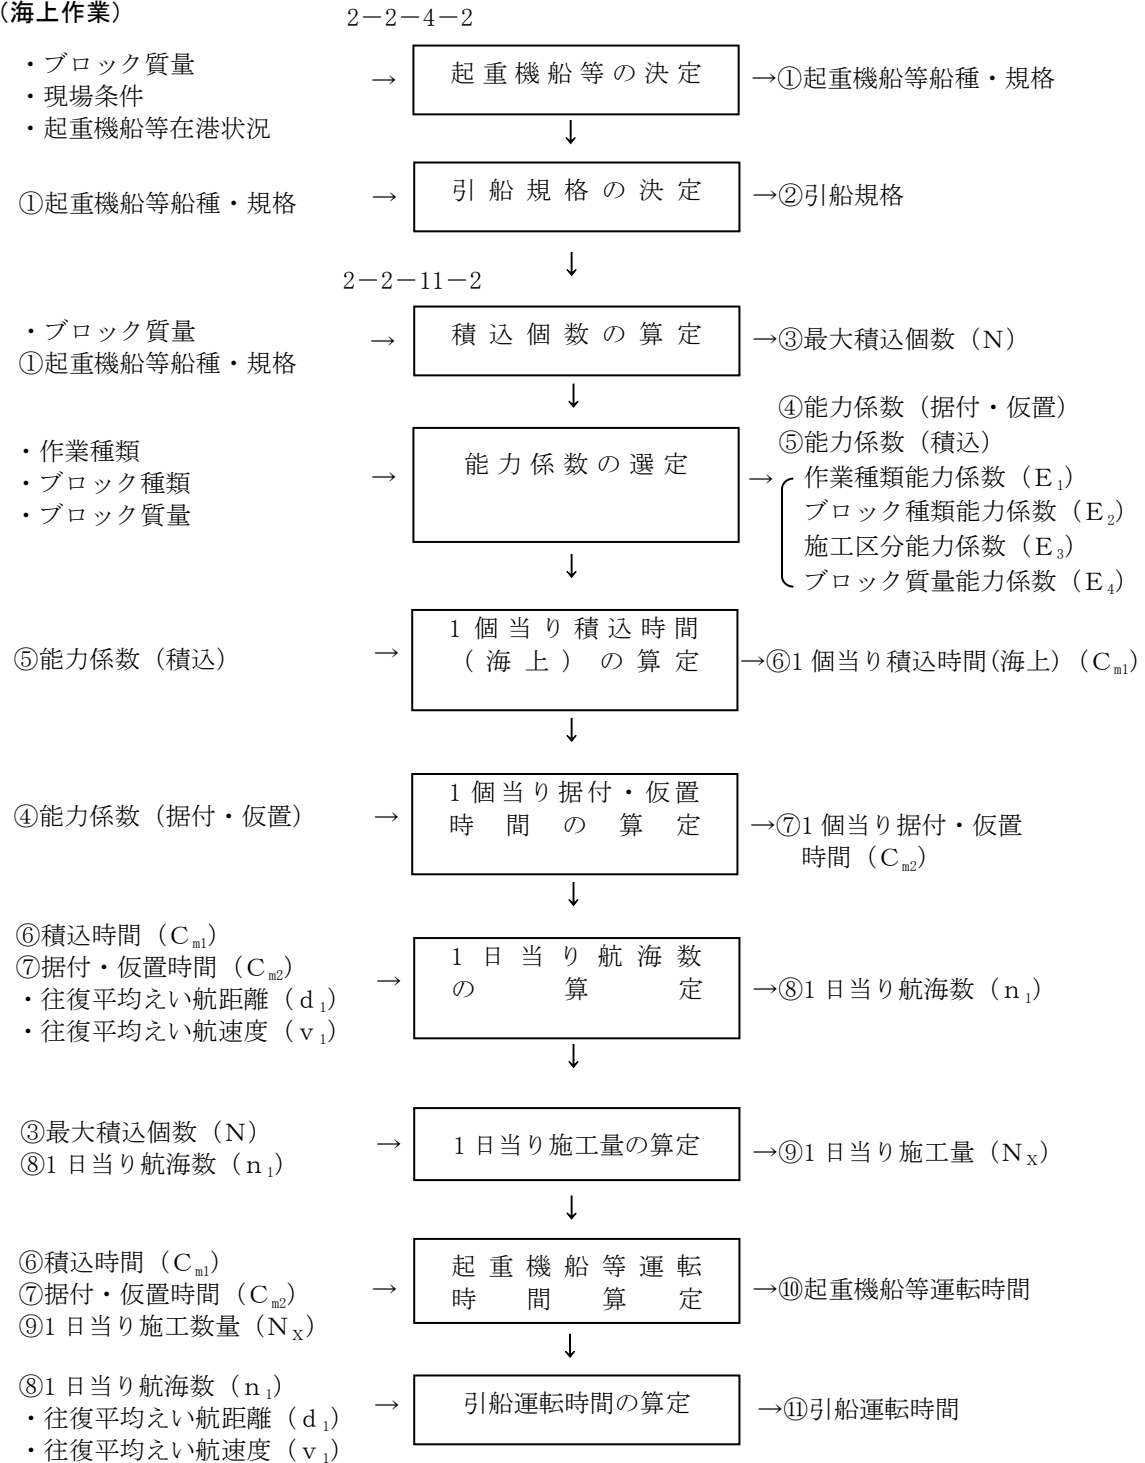 （海上作業）
２－２－４－２
・ブロック質量
・現場条件
・起重機船等在港状況
→
起重機船等の決定
→①起重機船等船種・規格
↓
①起重機船等船種・規格
→
引船規格の決定
→②引船規格
↓
２－２－11－２
・ブロック質量
①起重機船等船種・規格
→
積込個数の算定
→③最大積込個数（Ｎ）
↓
・作業種類
・ブロック種類
・ブロック質量
→
能力係数の選定
→
④能力係数（据付・仮置）
⑤能力係数（積込）
作業種類能力係数（Ｅ₁）
ブロック種類能力係数（Ｅ₂）
施工区分能力係数（Ｅ₃）
ブロック質量能力係数（Ｅ₄）
↓
⑤能力係数（積込）
→
１個当り積込時間
（海上）の算定
→⑥1 個当り積込時間(海上)（Ｃm1）
↓
④能力係数（据付・仮置）
→
１個当り据付・仮置
時間の算定
→⑦1 個当り据付・仮置
時間（Ｃm2）
↓
⑥積込時間（Ｃm1）
⑦据付・仮置時間（Ｃm2）
・往復平均えい航距離（ｄ₁）
・往復平均えい航速度（ｖ₁）
→
１日当り航海数
の算定
→⑧1 日当り航海数（ｎ₁）
↓
③最大積込個数（Ｎ）
⑧1 日当り航海数（ｎ₁）
→
１日当り施工量の算定
→⑨1 日当り施工量（ＮX）
↓
⑥積込時間（Ｃm1）
⑦据付・仮置時間（Ｃm2）
⑨1 日当り施工数量（ＮX）
→
起重機船等運転
時間算定
→⑩起重機船等運転時間
↓
⑧1 日当り航海数（ｎ₁）
・往復平均えい航距離（ｄ₁）
・往復平均えい航速度（ｖ₁）
→
引船運転時間の算定
→⑪引船運転時間